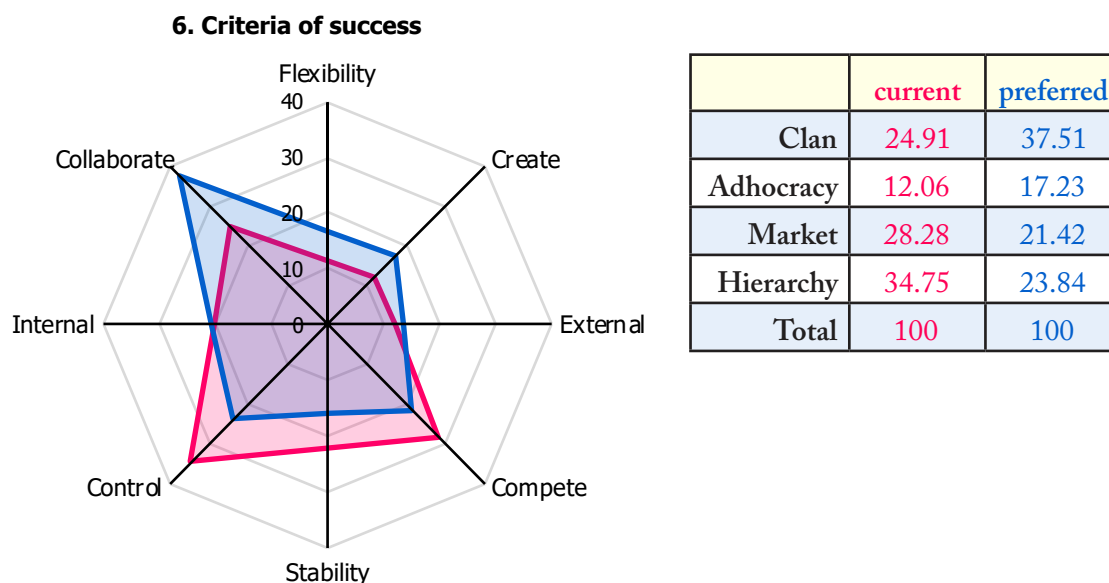 6. Criteria of success
Flexibility
40
Collaborate
Create
30
20
10
Internal
0
External
Control
Compete
Stability
current preferred
Clan 24.91 37.51
Adhocracy 12.06 17.23
Market 28.28 21.42
Hierarchy 34.75 23.84
Total 100 100